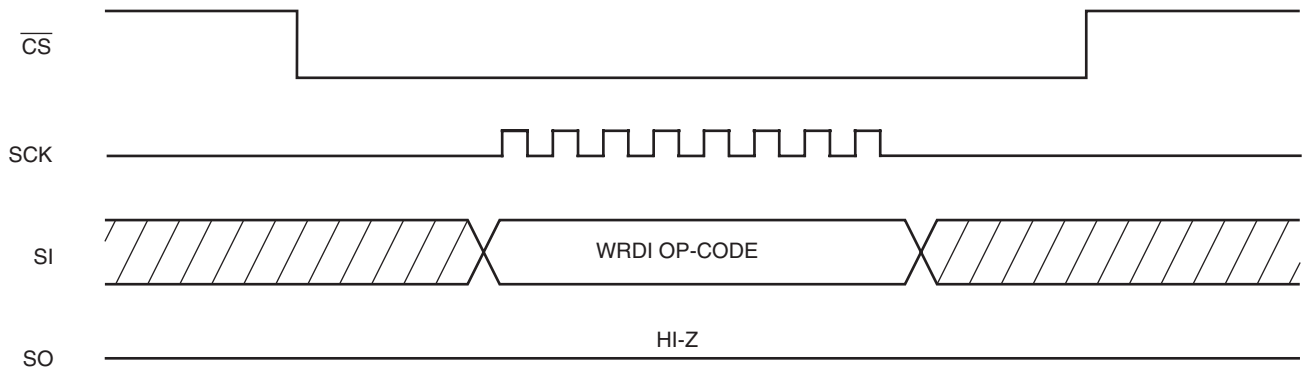 CS
SCK
SI
WRDI OP-CODE
HI-Z
SO